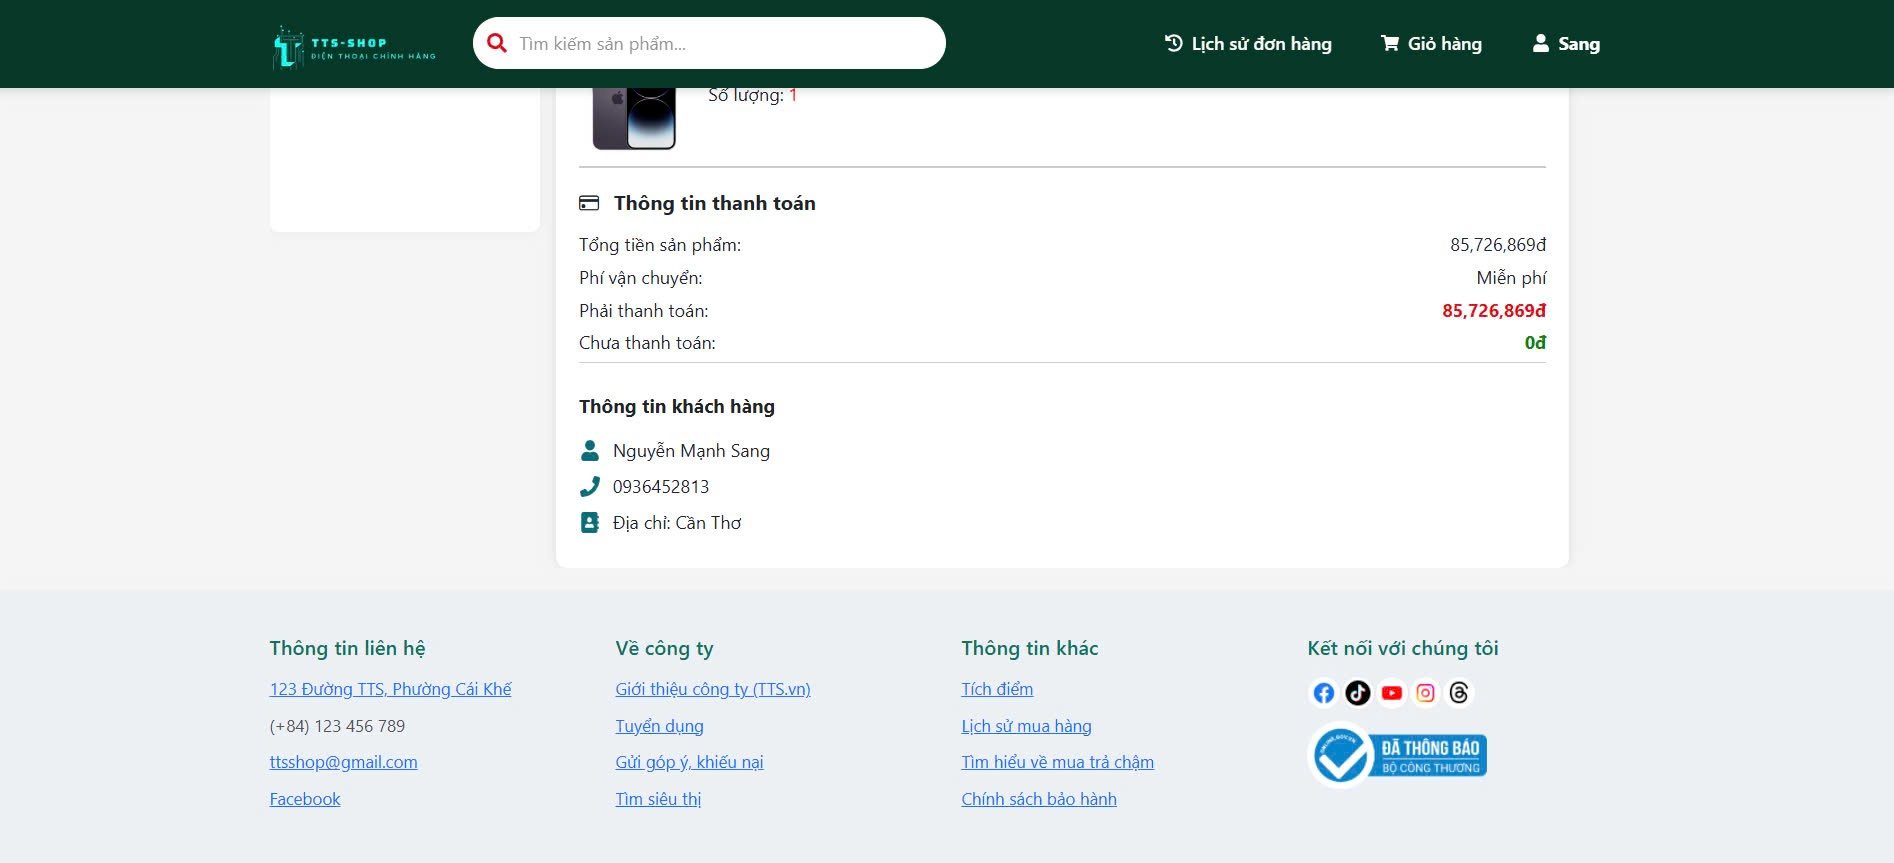 TTS-SHOP
ĐIỆN THOẠI CHÍNH HÃNG
Tìm kiếm sản phẩm...
Lịch sử đơn hàng
Giỏ hàng
Sang
Số lượng: 1
Thông tin thanh toán
Tổng tiền sản phẩm: 85,726,869đ
Phí vận chuyển: Miễn phí
Phải thanh toán: 85,726,869đ
Chưa thanh toán: 0đ
Thông tin khách hàng
Nguyễn Mạnh Sang
0936452813
Địa chỉ: Cần Thơ
Thông tin liên hệ
123 Đường TTS, Phường Cái Khế
(+84) 123 456 789
ttsshop@gmail.com
Facebook
Về công ty
Giới thiệu công ty (TTS.vn)
Tuyển dụng
Gửi góp ý, khiếu nại
Tìm siêu thị
Thông tin khác
Tích điểm
Lịch sử mua hàng
Tìm hiểu về mua trả chậm
Chính sách bảo hành
Kết nối với chúng tôi
ONLINE.GOV.VN
ĐÃ THÔNG BÁO
BỘ CÔNG THƯƠNG